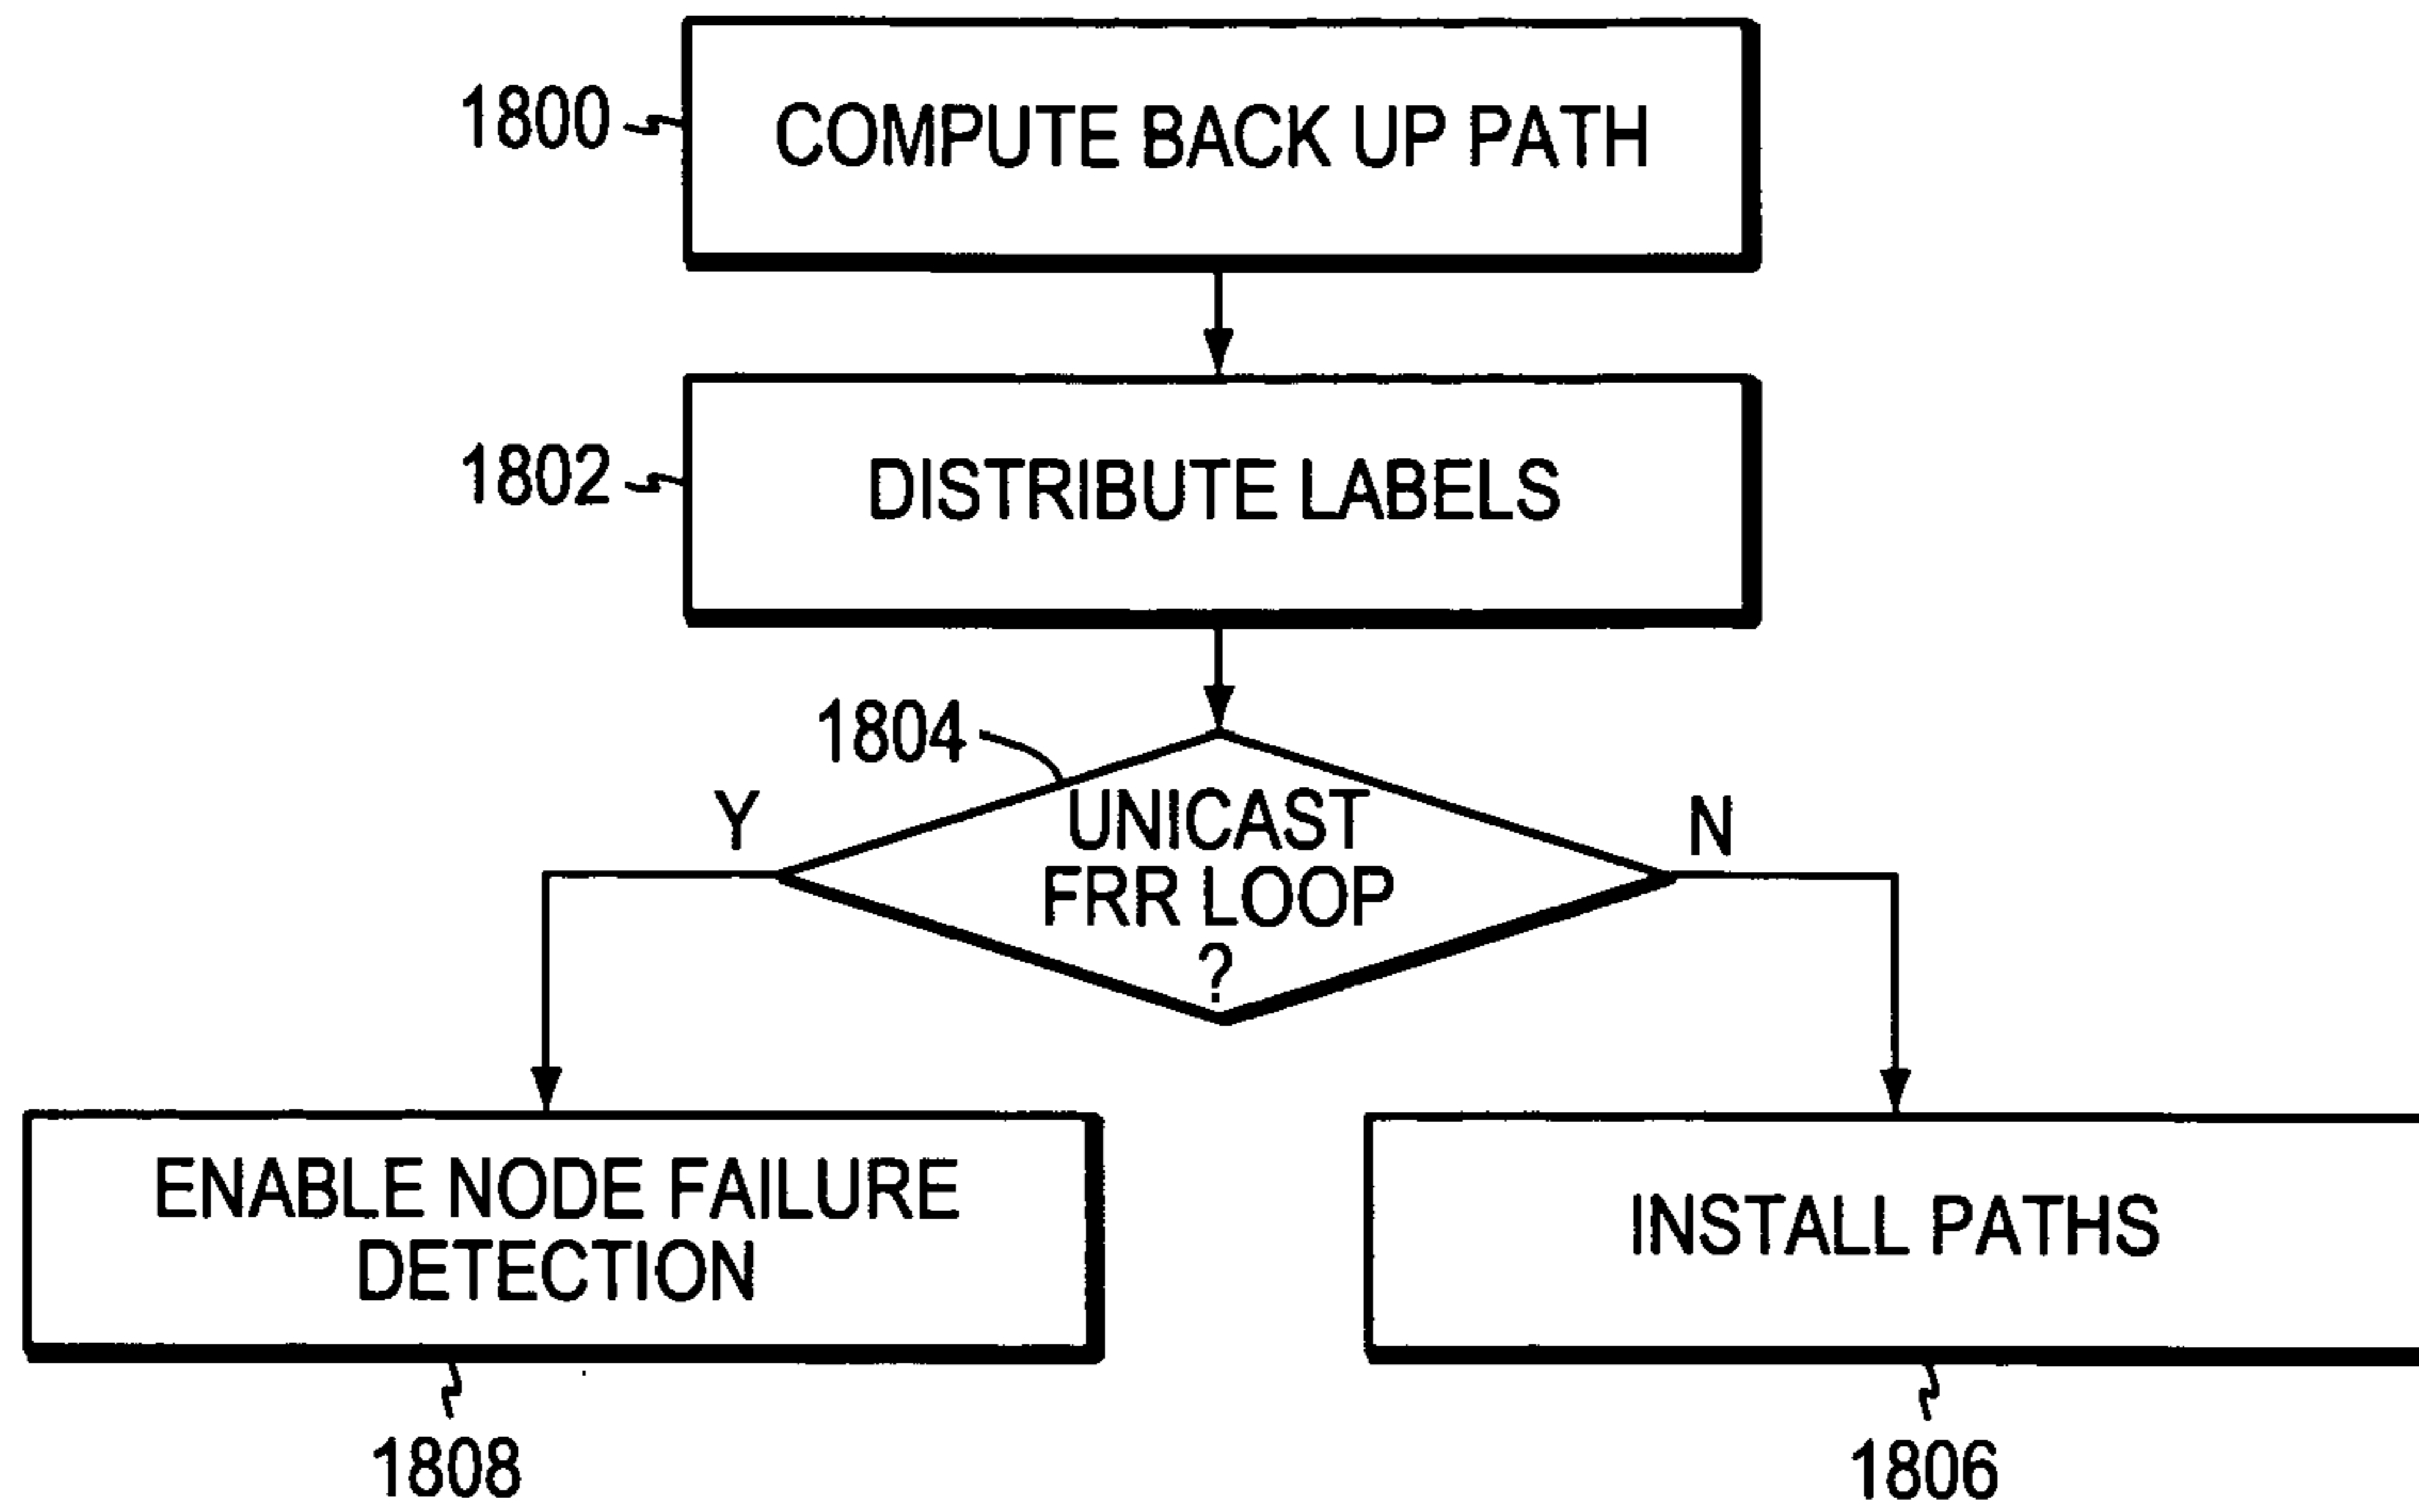 1800
COMPUTE BACK UP PATH
1802
DISTRIBUTE LABELS
1804
Y
UNICAST
FRR LOOP
?
N
ENABLE NODE FAILURE
DETECTION
INSTALL PATHS
1808
1806